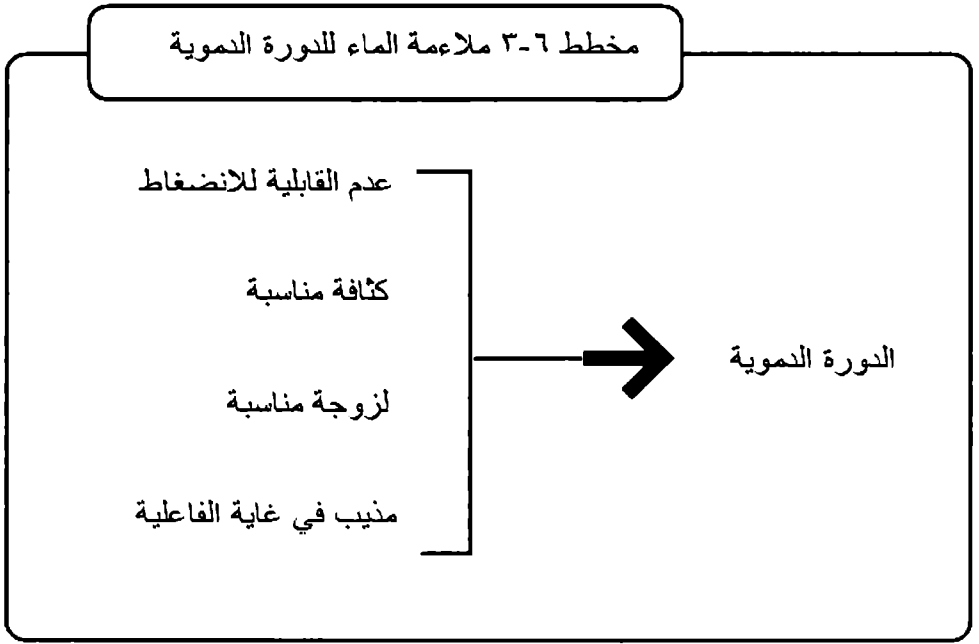 مخطط ٦-٣ ملاءمة الماء للدورة الدموية
عدم القابلية للانضغاط
كثافة مناسبة
لزوجة مناسبة
مذيب في غاية الفاعلية
الدورة الدموية